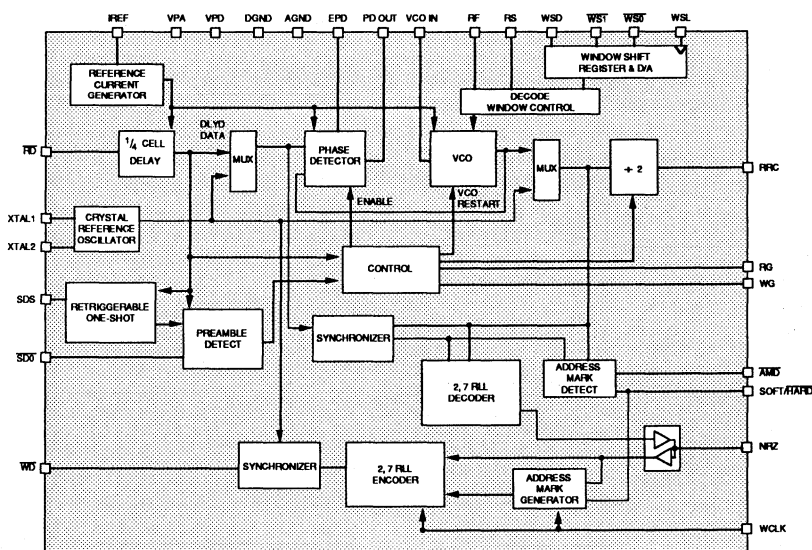 IREF VPA VPD DGND AGND EPD PD OUT VCO IN RF RS WSD WS1 WS0 WSL
REFERENCE
CURRENT
GENERATOR
WINDOW SHIFT
REGISTER & D/A
DECODE
WINDOW CONTROL
DLYD
DATA
RD
1/4 CELL
DELAY
MUX
PHASE
DETECTOR
VCO
MUX
÷ 2
RRC
ENABLE
VCO
RESTART
XTAL1
XTAL2
CRYSTAL
REFERENCE
OSCILLATOR
CONTROL
RG
WG
SDS
RETRIGGERABLE
ONE-SHOT
PREAMBLE
DETECT
SYNCHRONIZER
SD0
2, 7 RLL
DECODER
ADDRESS
MARK
DETECT
AMD
SOFT/HARD
NRZ
WD
SYNCHRONIZER
2, 7 RLL
ENCODER
ADDRESS
MARK
GENERATOR
WCLK